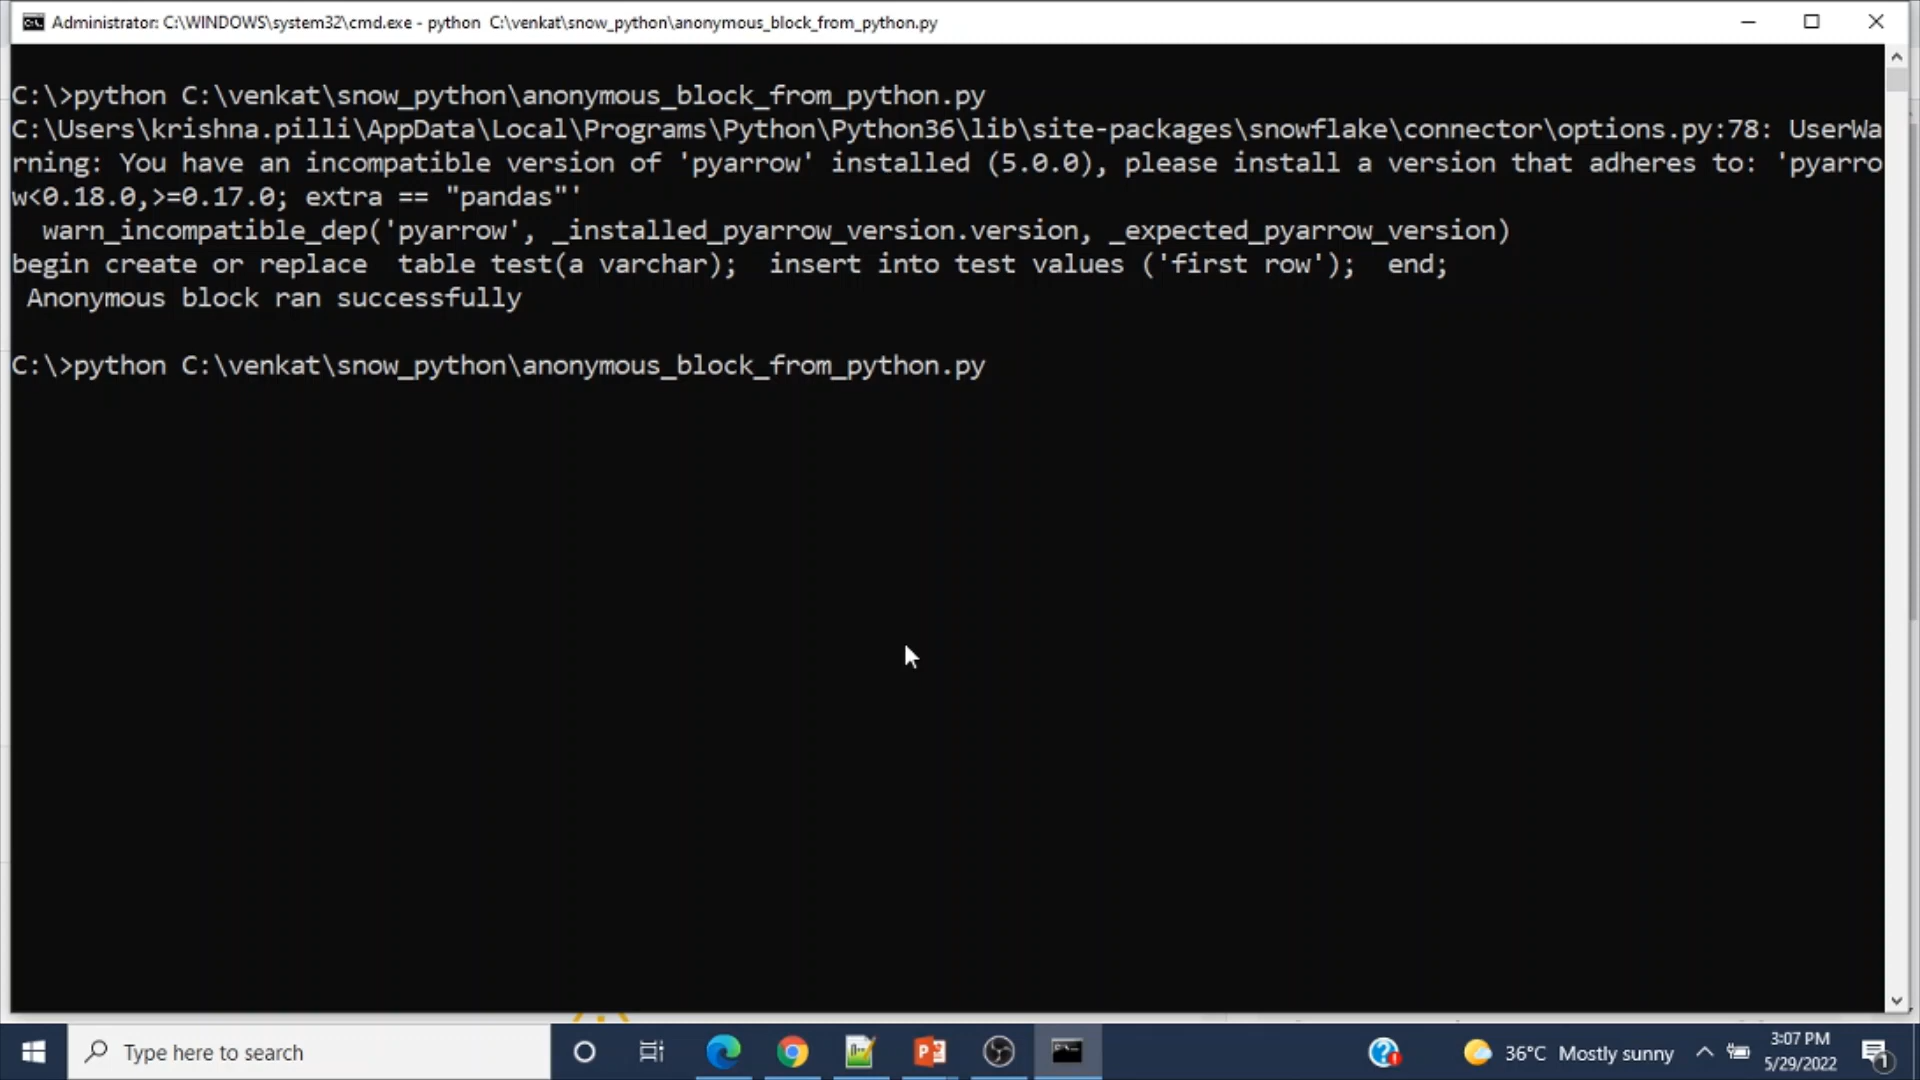 Administrator: C:\WINDOWS\system32\cmd.exe - python  C:\venkat\snow_python\anonymous_block_from_python.py
C:\>python C:\venkat\snow_python\anonymous_block_from_python.py
C:\Users\krishna.pilli\AppData\Local\Programs\Python\Python36\lib\site-packages\snowflake\connector\options.py:78: UserWa
rning: You have an incompatible version of 'pyarrow' installed (5.0.0), please install a version that adheres to: 'pyarro
w<0.18.0,>=0.17.0; extra == "pandas"'
  warn_incompatible_dep('pyarrow', _installed_pyarrow_version.version, _expected_pyarrow_version)
begin create or replace  table test(a varchar);  insert into test values ('first row');  end;
 Anonymous block ran successfully
C:\>python C:\venkat\snow_python\anonymous_block_from_python.py
Type here to search
36°C Mostly sunny
3:07 PM
5/29/2022
1